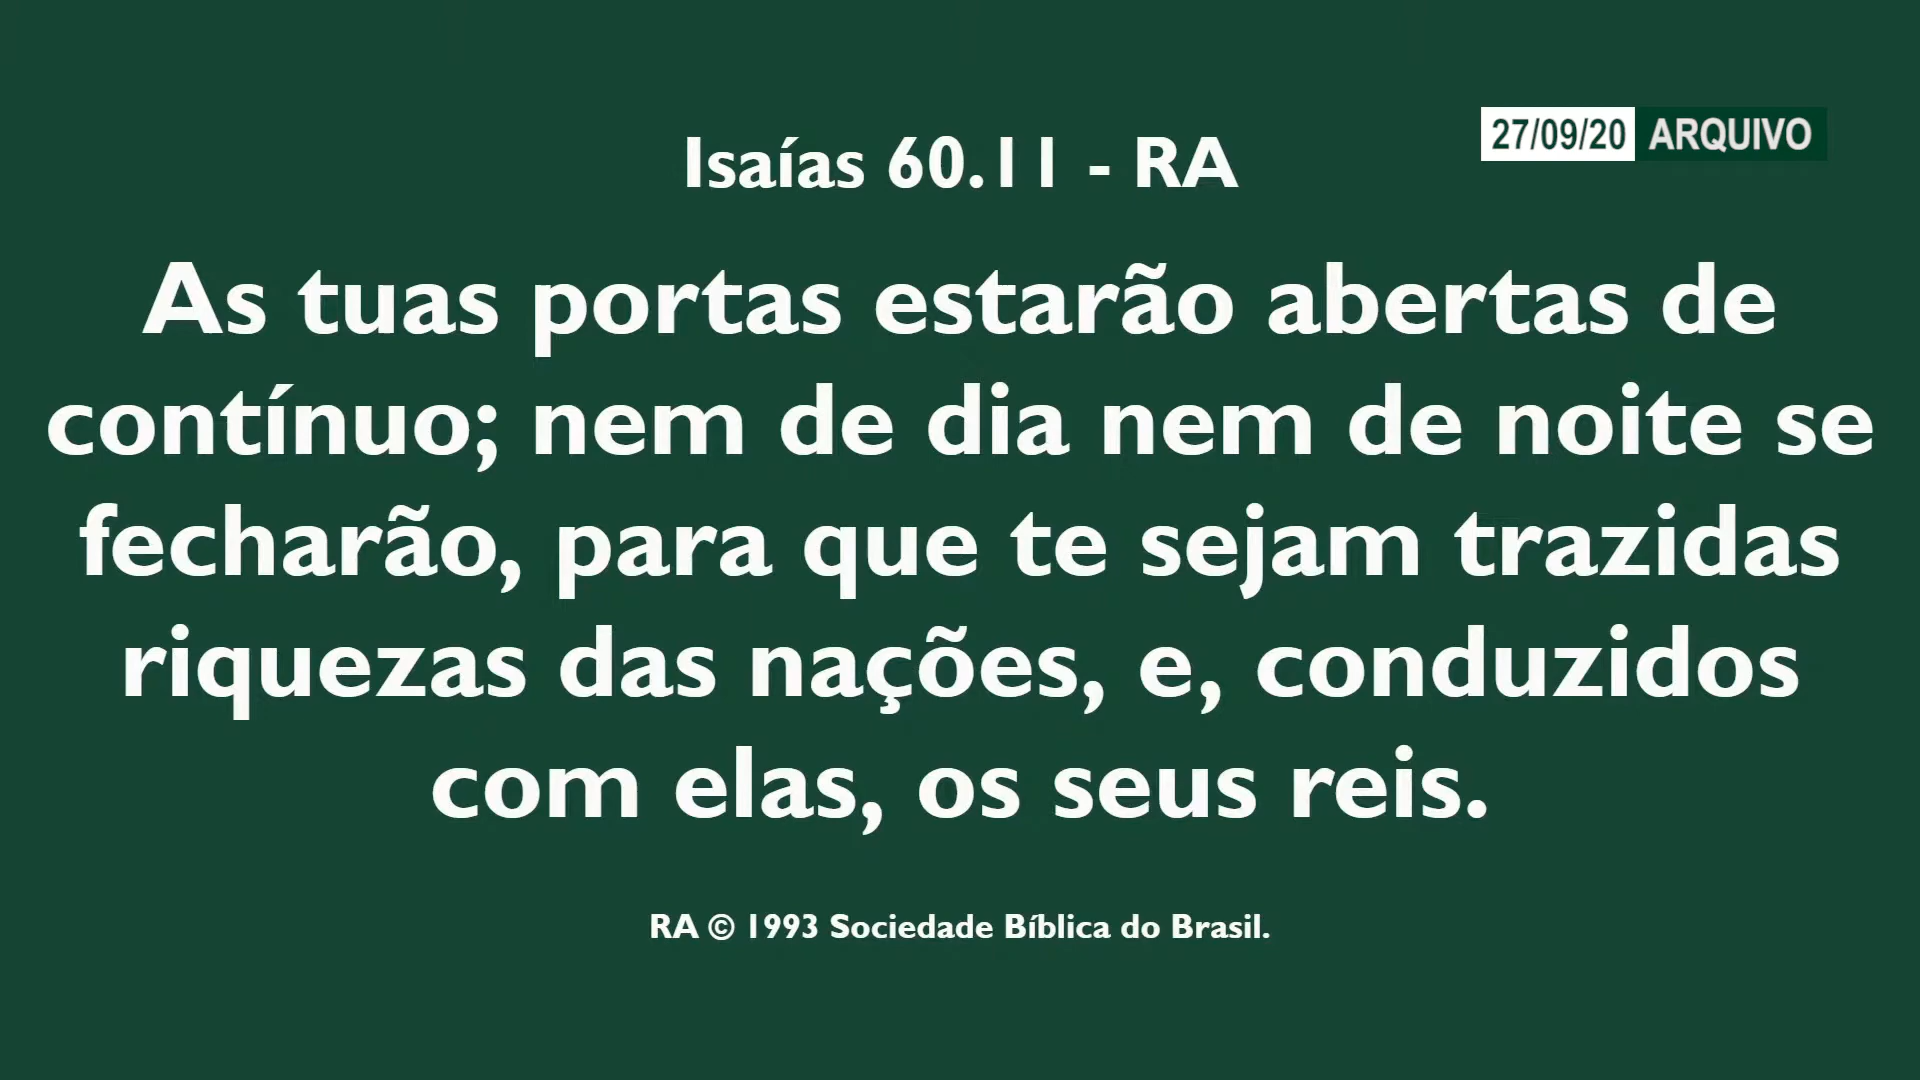 27/09/20 ARQUIVO
Isaías 60.11 - RA
As tuas portas estarão abertas de
contínuo; nem de dia nem de noite se
fecharão, para que te sejam trazidas
riquezas das nações, e, conduzidos
com elas, os seus reis.
RA © 1993 Sociedade Bíblica do Brasil.